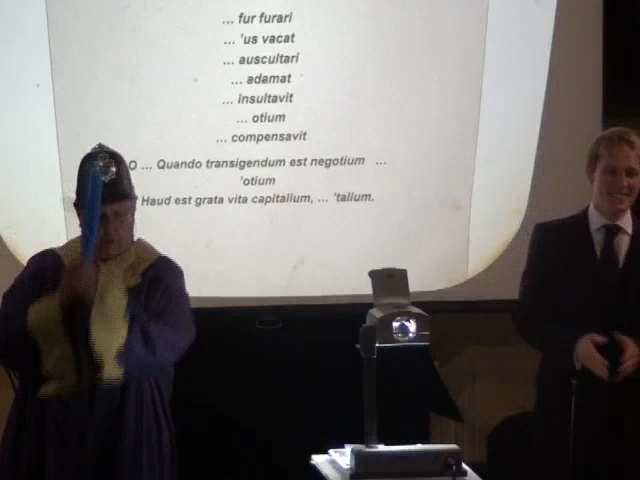 ... fur furari
... 'us vacat
... auscultari
... adamat
... insultavit
... otium
... compensavit
O ... Quando transigendum est negotium ...
'otium
Haud est grata vita capitalium, ... 'talium.